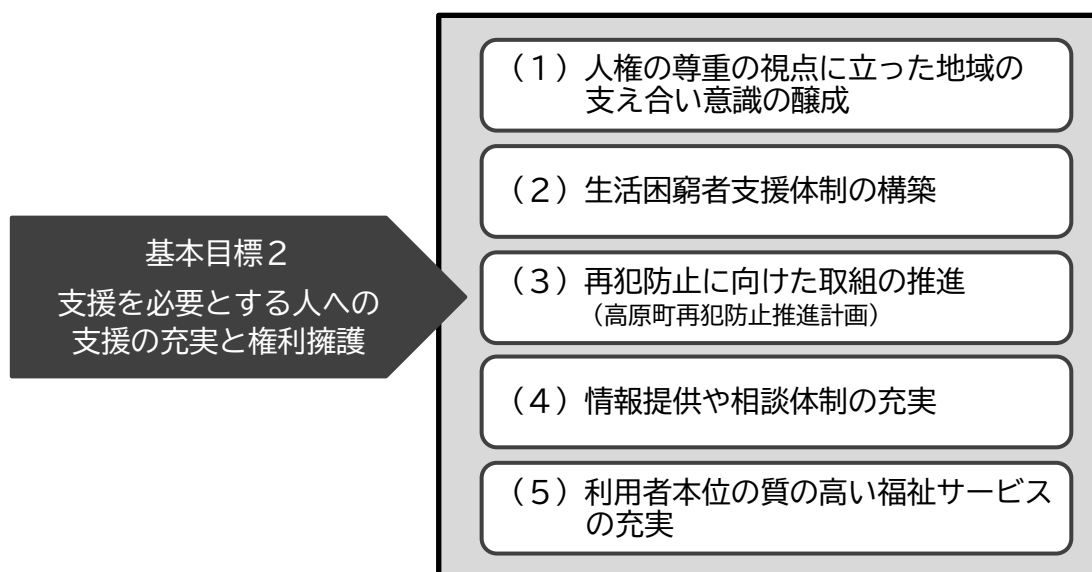 基本目標２
支援を必要とする人への
支援の充実と権利擁護
（１）人権の尊重の視点に立った地域の
支え合い意識の醸成
（２）生活困窮者支援体制の構築
（３）再犯防止に向けた取組の推進
（高原町再犯防止推進計画）
（４）情報提供や相談体制の充実
（５）利用者本位の質の高い福祉サービス
の充実